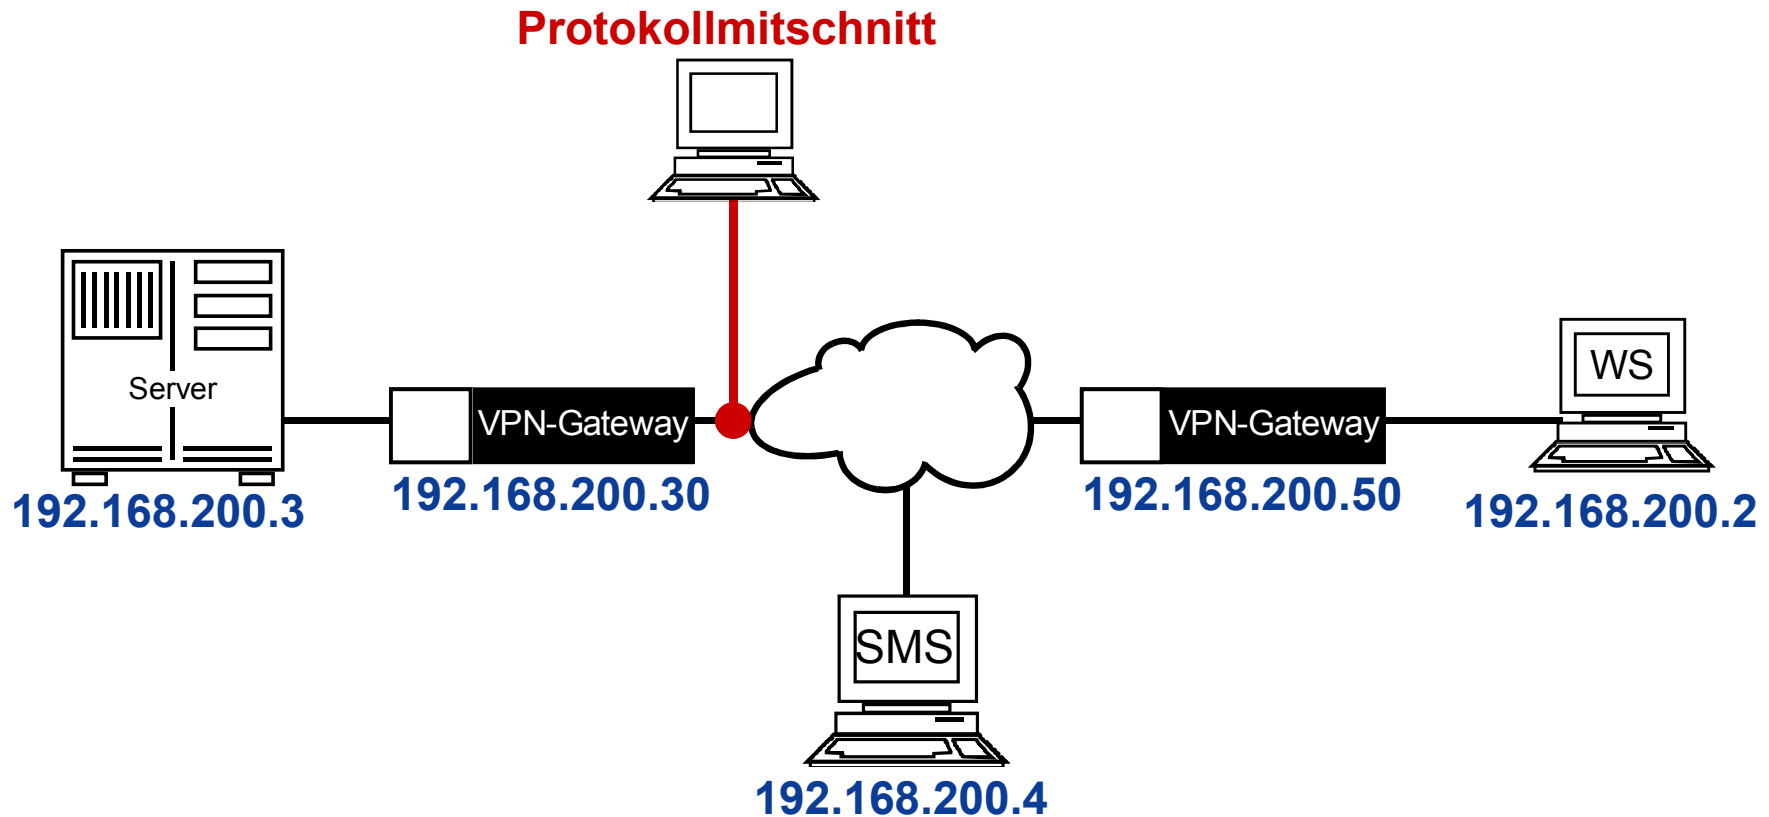 Protokollmitschnitt
Server
VPN-Gateway
VPN-Gateway
WS
192.168.200.3
192.168.200.30
192.168.200.50
192.168.200.2
SMS
192.168.200.4